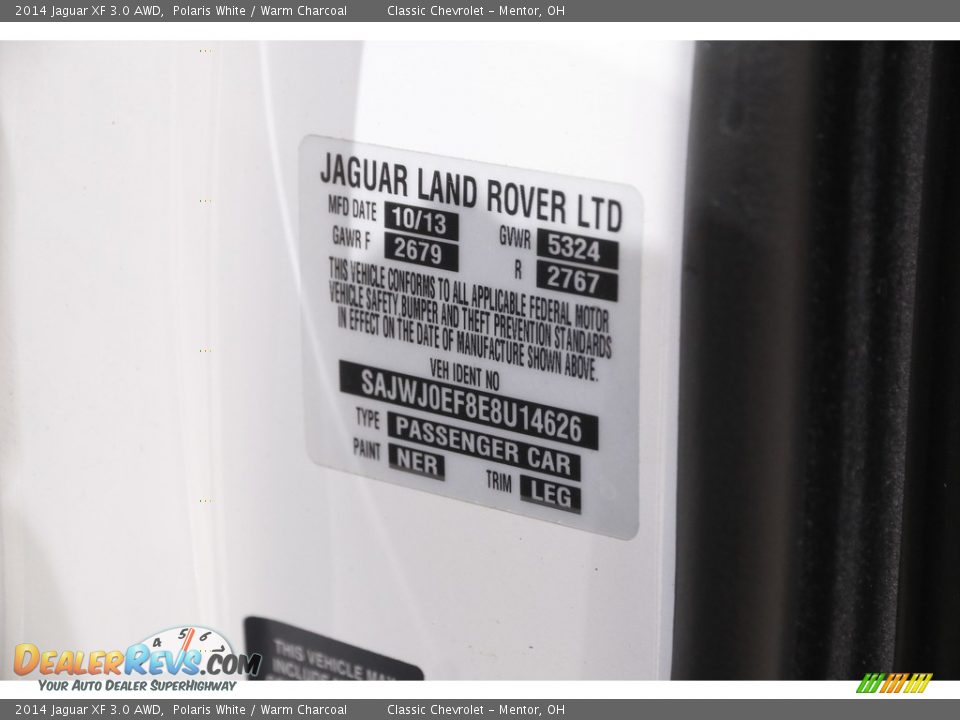 2014 Jaguar XF 3.0 AWD, Polaris White / Warm Charcoal Classic Chevrolet - Mentor, OH
JAGUAR LAND ROVER LTD
MFD DATE 10/13 GVWR 5324
GAWR F 2679 R 2767
THIS VEHICLE CONFORMS TO ALL APPLICABLE FEDERAL MOTOR
VEHICLE SAFETY,BUMPER AND THEFT PREVENTION STANDARDS
IN EFFECT ON THE DATE OF MANUFACTURE SHOWN ABOVE.
VEH IDENT NO
SAJWJ0EF8E8U14626
TYPE PASSENGER CAR
PAINT NER TRIM LEG
THIS VEHICLE
4 5 6
DEALERREVS.COM
YOUR AUTO DEALER SUPERHIGHWAY
2014 Jaguar XF 3.0 AWD, Polaris White / Warm Charcoal Classic Chevrolet - Mentor, OH